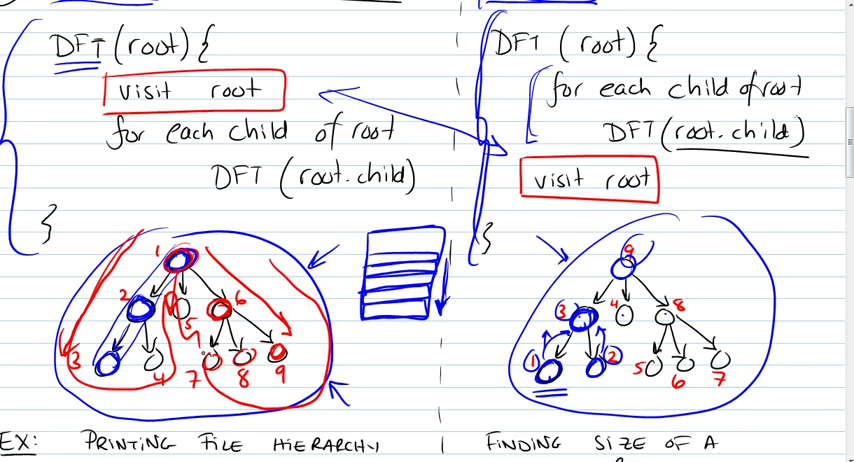 DFT (root) {
visit root
for each child of root
DFT (root.child)
}
1
2
6
5
3
4
7
8
9
EX: PRINTING FILE HIERARCHY
DFT (root) {
for each child of root
DFT (root.child)
visit root
}
9
3
4
8
1
2
5
6
7
FINDING SIZE OF A